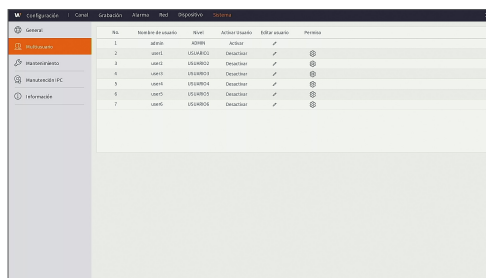 Configuración / Canal Grabación Alarma Red Dispositivo Sistema
General
Multiusuario
Mantenimiento
Manutención IPC
Información
No. Nombre de usuario Nivel Activar Usuario Editar usuario Permiso
1 admin ADMIN Activar
2 user1 USUARIO1 Desactivar
3 user2 USUARIO2 Desactivar
4 user3 USUARIO3 Desactivar
5 user4 USUARIO4 Desactivar
6 user5 USUARIO5 Desactivar
7 user6 USUARIO6 Desactivar